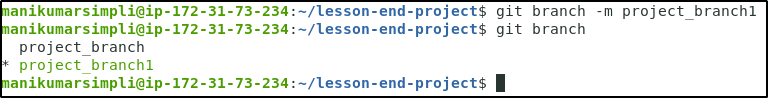 manikumarsimpli@ip-172-31-73-234:~/lesson-end-project$ git branch -m project_branch1
manikumarsimpli@ip-172-31-73-234:~/lesson-end-project$ git branch
  project_branch
* project_branch1
manikumarsimpli@ip-172-31-73-234:~/lesson-end-project$